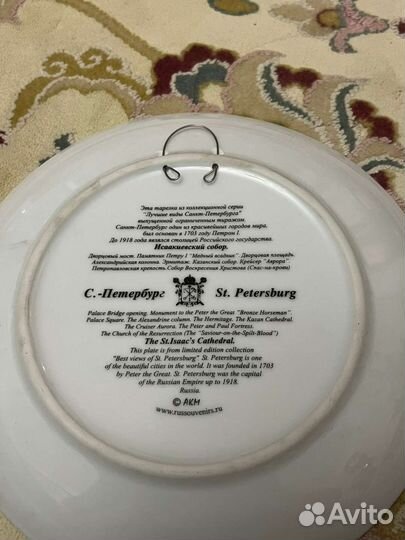 Эта тарелка из коллекционной серии
"Лучшие виды Санкт-Петербурга"
выпущенной ограниченным тиражом.
Санкт-Петербург один из красивейших городов мира,
был основан в 1703 году Петром I.
До 1918 года являлся столицей Российского государства.
Исаакиевский собор.
Дворцовый мост. Памятник Петру I "Медный всадник". Дворцовая площадь.
Александрийская колонна. Эрмитаж. Казанский собор. Крейсер "Аврора"
Петропавловская крепость. Собор Воскресения Христова (Спас-на-крови)
С.-Петербург St. Petersburg
Palace Bridge opening. Monument to the Peter the Great "Bronze Horseman".
Palace Square. The Alexandrine column. The Hermitage. The Kazan Cathedral.
The Cruiser Aurora. The Peter and Paul Fortress.
The Church of the Resurrection (The "Saviour-on-the-Spilt-Blood")
The St.Isaac's Cathedral.
This plate is from limited edition collection
"Best views of St. Petersburg" St. Petersburg is one
of the beautiful cities in the world. It was founded in 1703
by Peter the Great. St. Petersburg was the capital
of the Russian Empire up to 1918.
Russia.
© АКМ
www.russouvenirs.ru
Avito